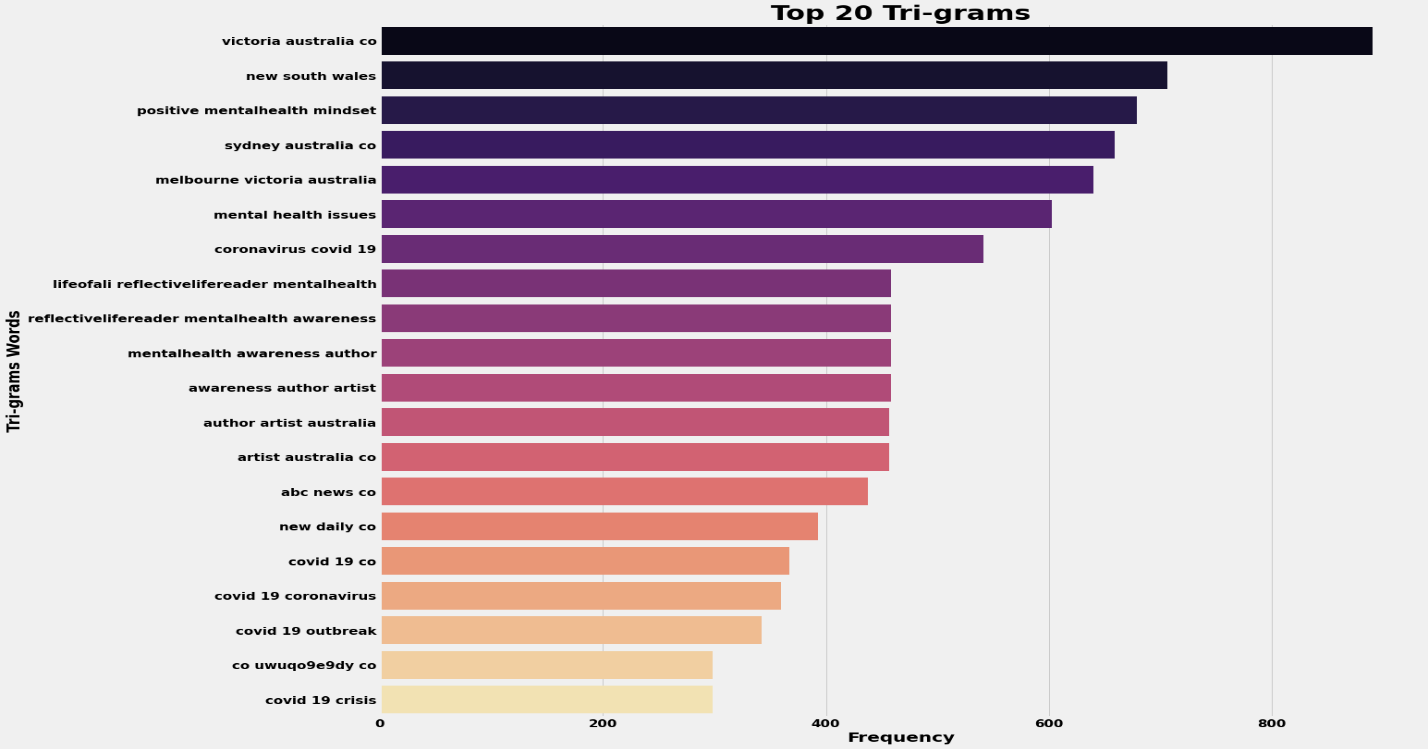 Top 20 Tri-grams
Tri-grams Words
victoria australia co
new south wales
positive mentalhealth mindset
sydney australia co
melbourne victoria australia
mental health issues
coronavirus covid 19
lifeofali reflectivelifereader mentalhealth
reflectivelifereader mentalhealth awareness
mentalhealth awareness author
awareness author artist
author artist australia
artist australia co
abc news co
new daily co
covid 19 co
covid 19 coronavirus
covid 19 outbreak
co uwuqo9e9dy co
covid 19 crisis
0 200 400 600 800
Frequency